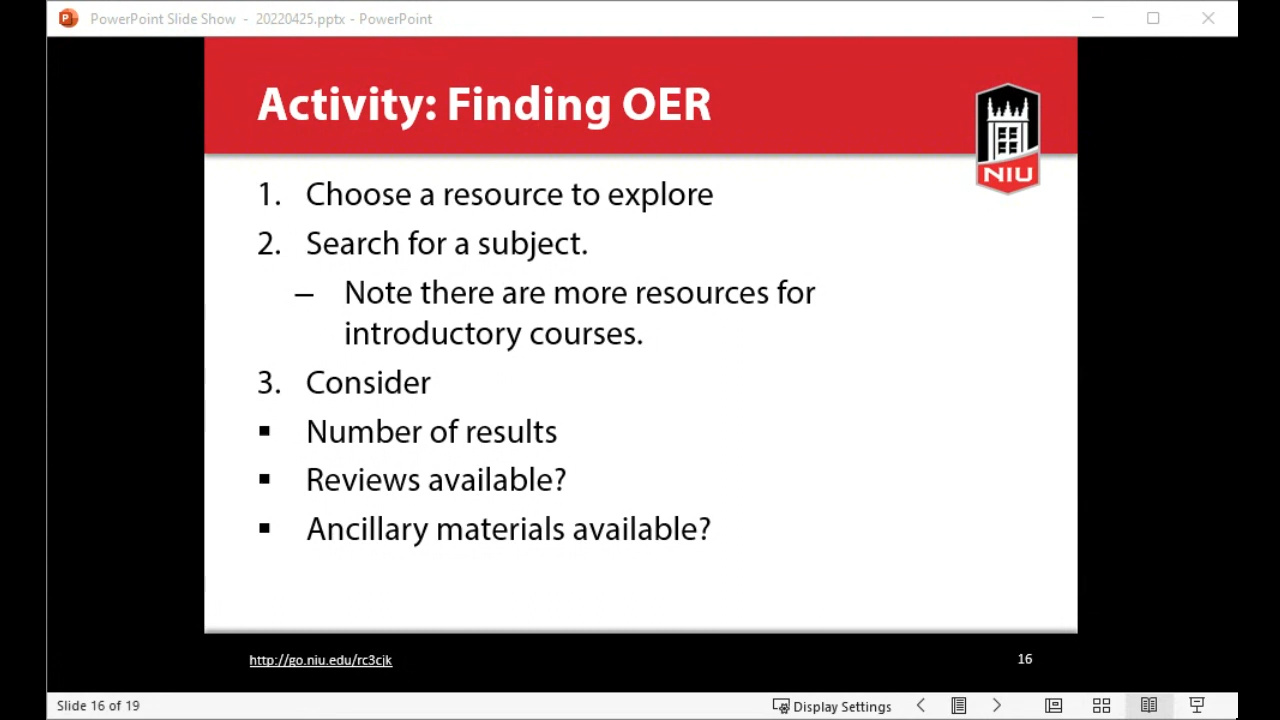 PowerPoint Slide Show - 20220425.pptx - PowerPoint
Activity: Finding OER
NIU
1. Choose a resource to explore
2. Search for a subject.
– Note there are more resources for
introductory courses.
3. Consider
▪ Number of results
▪ Reviews available?
▪ Ancillary materials available?
http://go.niu.edu/rc3cjk
16
Slide 16 of 19
Display Settings